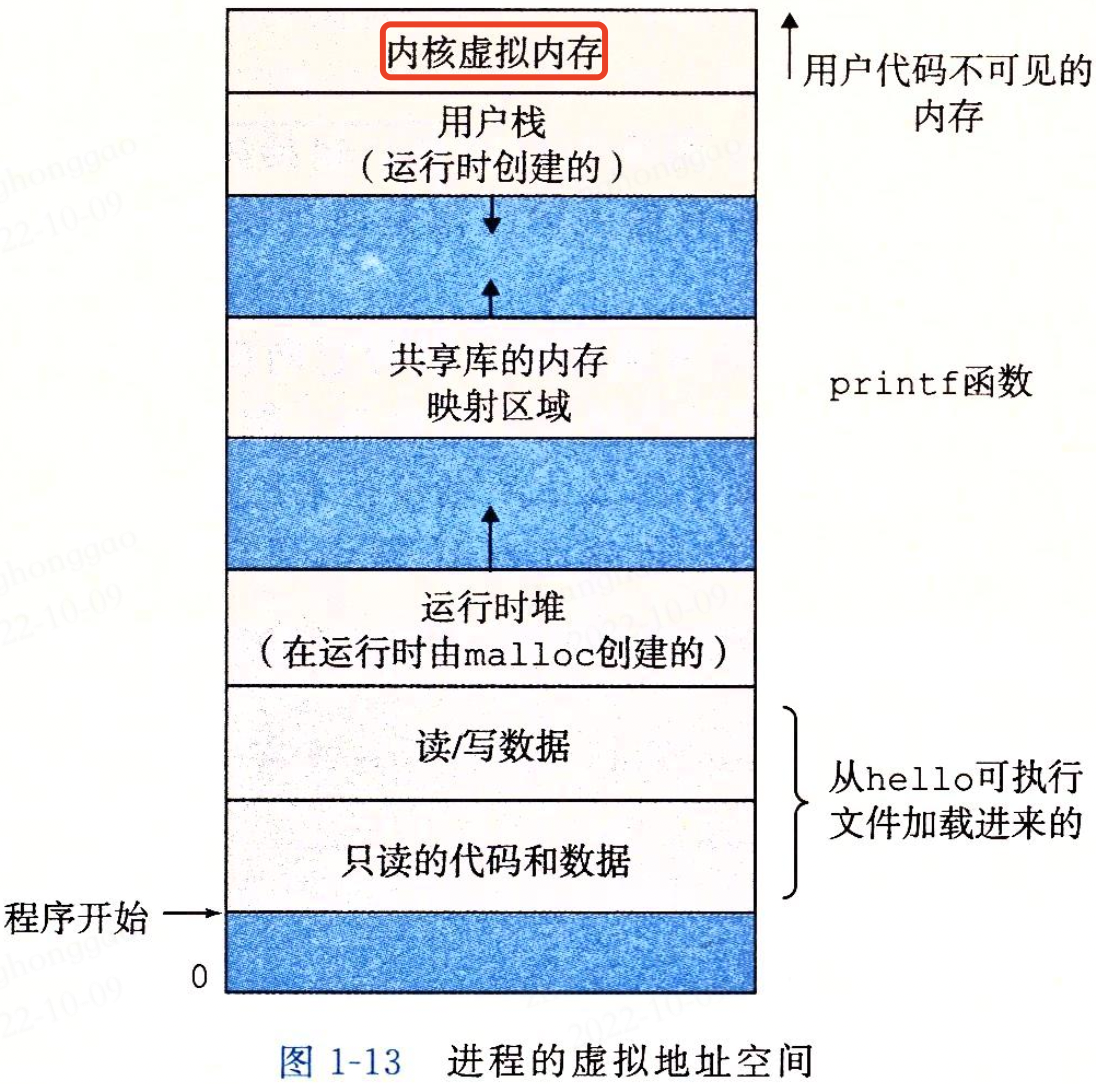 内核虚拟内存
用户代码不可见的
内存
用户栈
（运行时创建的）
共享库的内存
映射区域
printf函数
运行时堆
（在运行时由malloc创建的）
读/写数据
从hello可执行
文件加载进来的
只读的代码和数据
程序开始
0
图 1-13 进程的虚拟地址空间